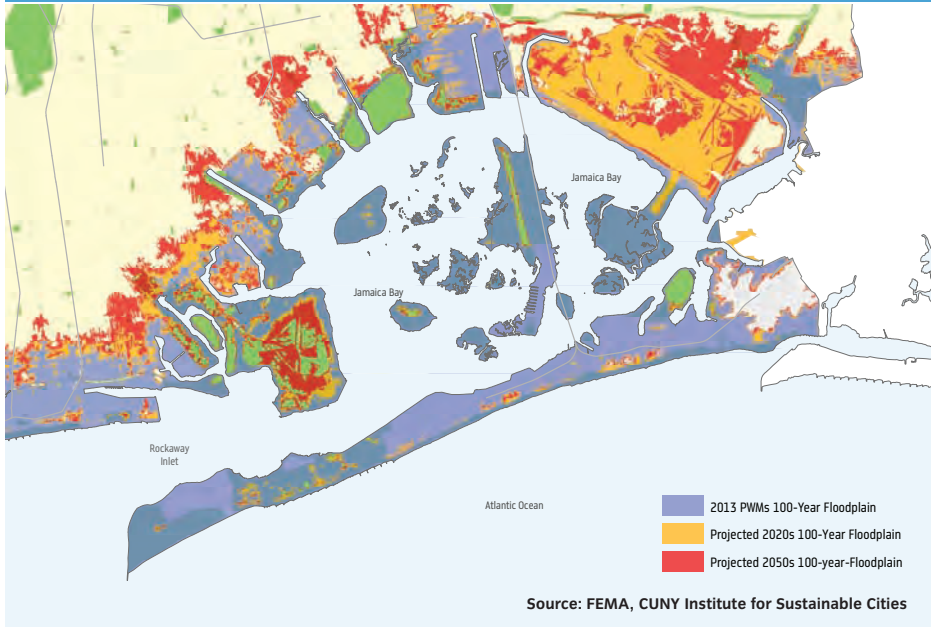 Jamaica Bay
Jamaica Bay
Rockaway
Inlet
Atlantic Ocean
2013 PWMs 100-Year Floodplain
Projected 2020s 100-Year Floodplain
Projected 2050s 100-year-Floodplain
Source: FEMA, CUNY Institute for Sustainable Cities